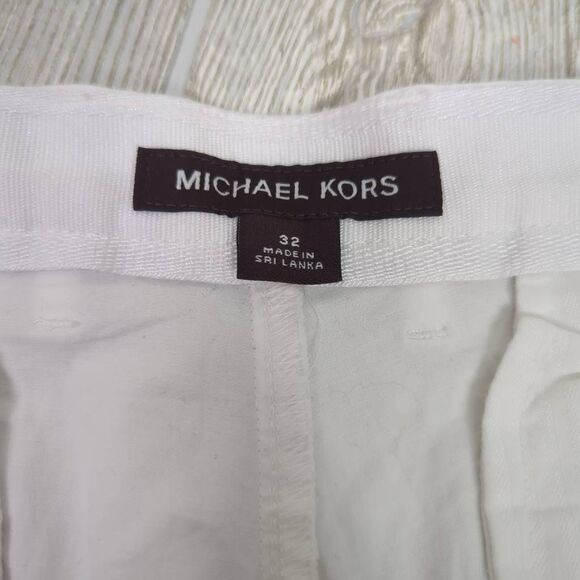 MICHAEL KORS
32
MADE IN
SRI LANKA